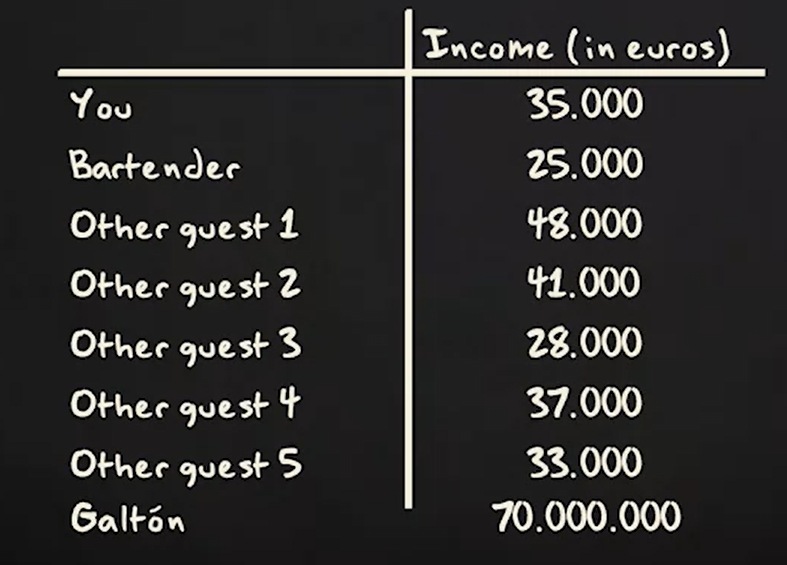 Income (in euros)
You 35.000
Bartender 25.000
Other guest 1 48.000
Other guest 2 41.000
Other guest 3 28.000
Other guest 4 37.000
Other guest 5 33.000
Galtón 70.000.000